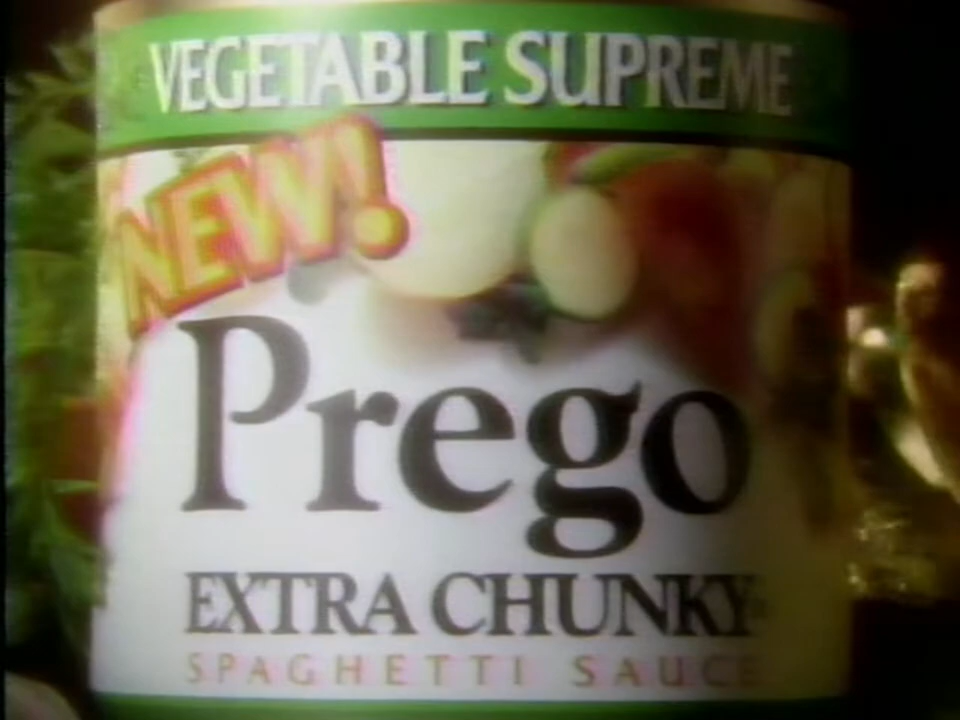 VEGETABLE SUPREME
NEW!
Prego
EXTRA CHUNKY
SPAGHETTI SAUCE